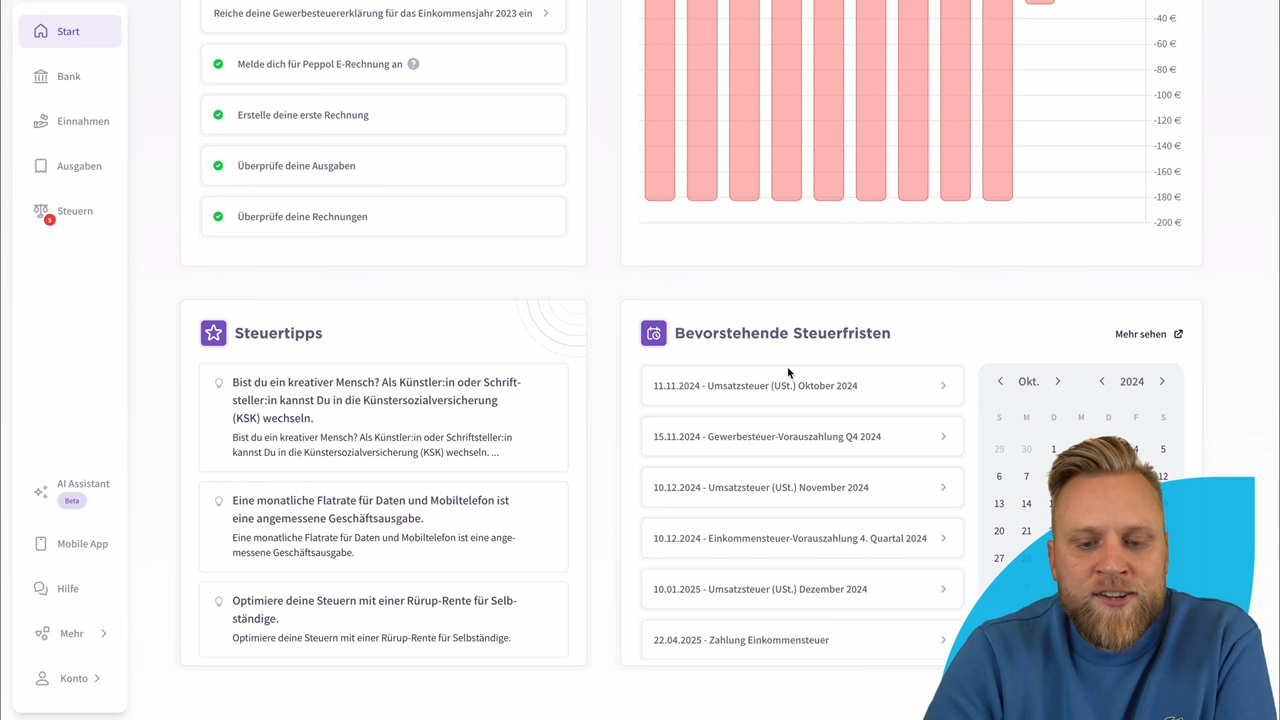 Start
Bank
Einnahmen
Ausgaben
5
Steuern
AI Assistant
Beta
Mobile App
Hilfe
Mehr
Konto
Reiche deine Gewerbesteuererklärung für das Einkommensjahr 2023 ein
Melde dich für Peppol E-Rechnung an ?
Erstelle deine erste Rechnung
Überprüfe deine Ausgaben
Überprüfe deine Rechnungen
-40 €
-60 €
-80 €
-100 €
-120 €
-140 €
-160 €
-180 €
-200 €
Steuertipps
Bist du ein kreativer Mensch? Als Künstler:in oder Schrift-
steller:in kannst Du in die Künstersozialversicherung
(KSK) wechseln.
Bist du ein kreativer Mensch? Als Künstler:in oder Schriftsteller:in
kannst Du in die Künstersozialversicherung (KSK) wechseln. ...
Eine monatliche Flatrate für Daten und Mobiltelefon ist
eine angemessene Geschäftsausgabe.
Eine monatliche Flatrate für Daten und Mobiltelefon ist eine ange-
messene Geschäftsausgabe.
Optimiere deine Steuern mit einer Rürup-Rente für Selb-
ständige.
Optimiere deine Steuern mit einer Rürup-Rente für Selbständige.
Bevorstehende Steuerfristen
Mehr sehen
11.11.2024 - Umsatzsteuer (USt.) Oktober 2024
15.11.2024 - Gewerbesteuer-Vorauszahlung Q4 2024
10.12.2024 - Umsatzsteuer (USt.) November 2024
10.12.2024 - Einkommensteuer-Vorauszahlung 4. Quartal 2024
10.01.2025 - Umsatzsteuer (USt.) Dezember 2024
22.04.2025 - Zahlung Einkommensteuer
Okt. 2024
S M D M D F S
29 30 1 4 5
6 7 12
13 14
20 21
27